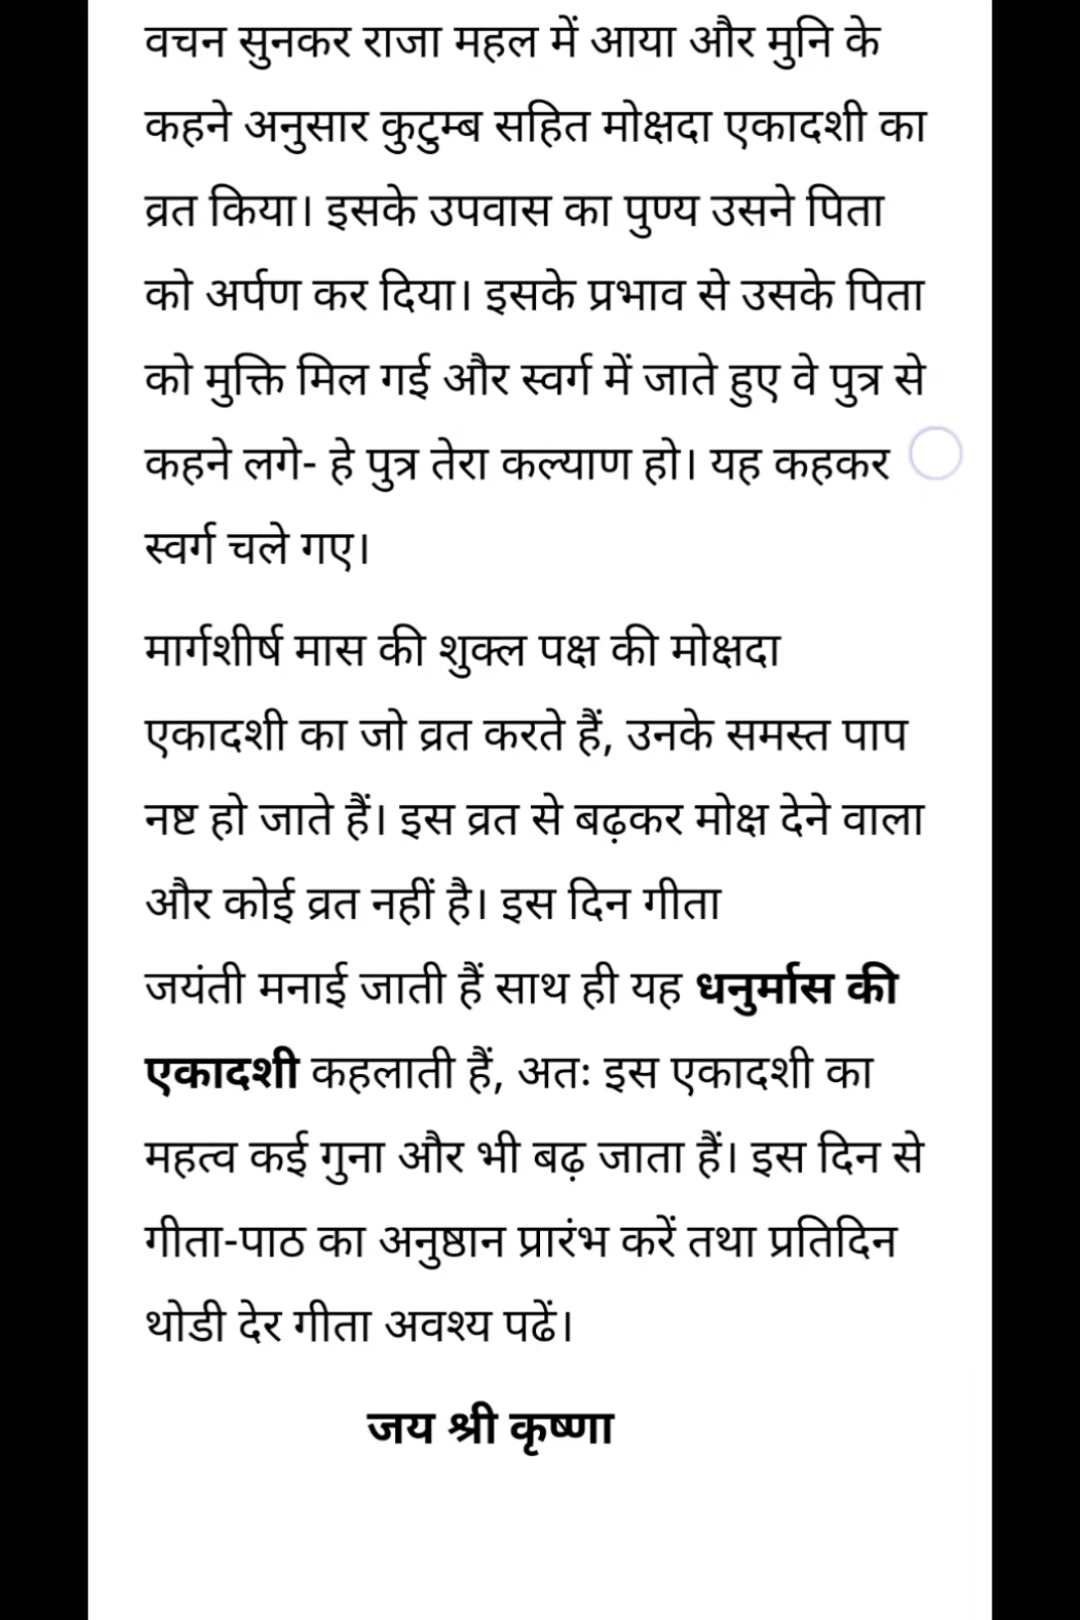 वचन सुनकर राजा महल में आया और मुनि के
कहने अनुसार कुटुम्ब सहित मोक्षदा एकादशी का
व्रत किया। इसके उपवास का पुण्य उसने पिता
को अर्पण कर दिया। इसके प्रभाव से उसके पिता
को मुक्ति मिल गई और स्वर्ग में जाते हुए वे पुत्र से
कहने लगे- हे पुत्र तेरा कल्याण हो। यह कहकर
स्वर्ग चले गए।
मार्गशीर्ष मास की शुक्ल पक्ष की मोक्षदा
एकादशी का जो व्रत करते हैं, उनके समस्त पाप
नष्ट हो जाते हैं। इस व्रत से बढ़कर मोक्ष देने वाला
और कोई व्रत नहीं है। इस दिन गीता
जयंती मनाई जाती हैं साथ ही यह धनुर्मास की
एकादशी कहलाती हैं, अतः इस एकादशी का
महत्व कई गुना और भी बढ़ जाता हैं। इस दिन से
गीता-पाठ का अनुष्ठान प्रारंभ करें तथा प्रतिदिन
थोडी देर गीता अवश्य पढें।
जय श्री कृष्णा